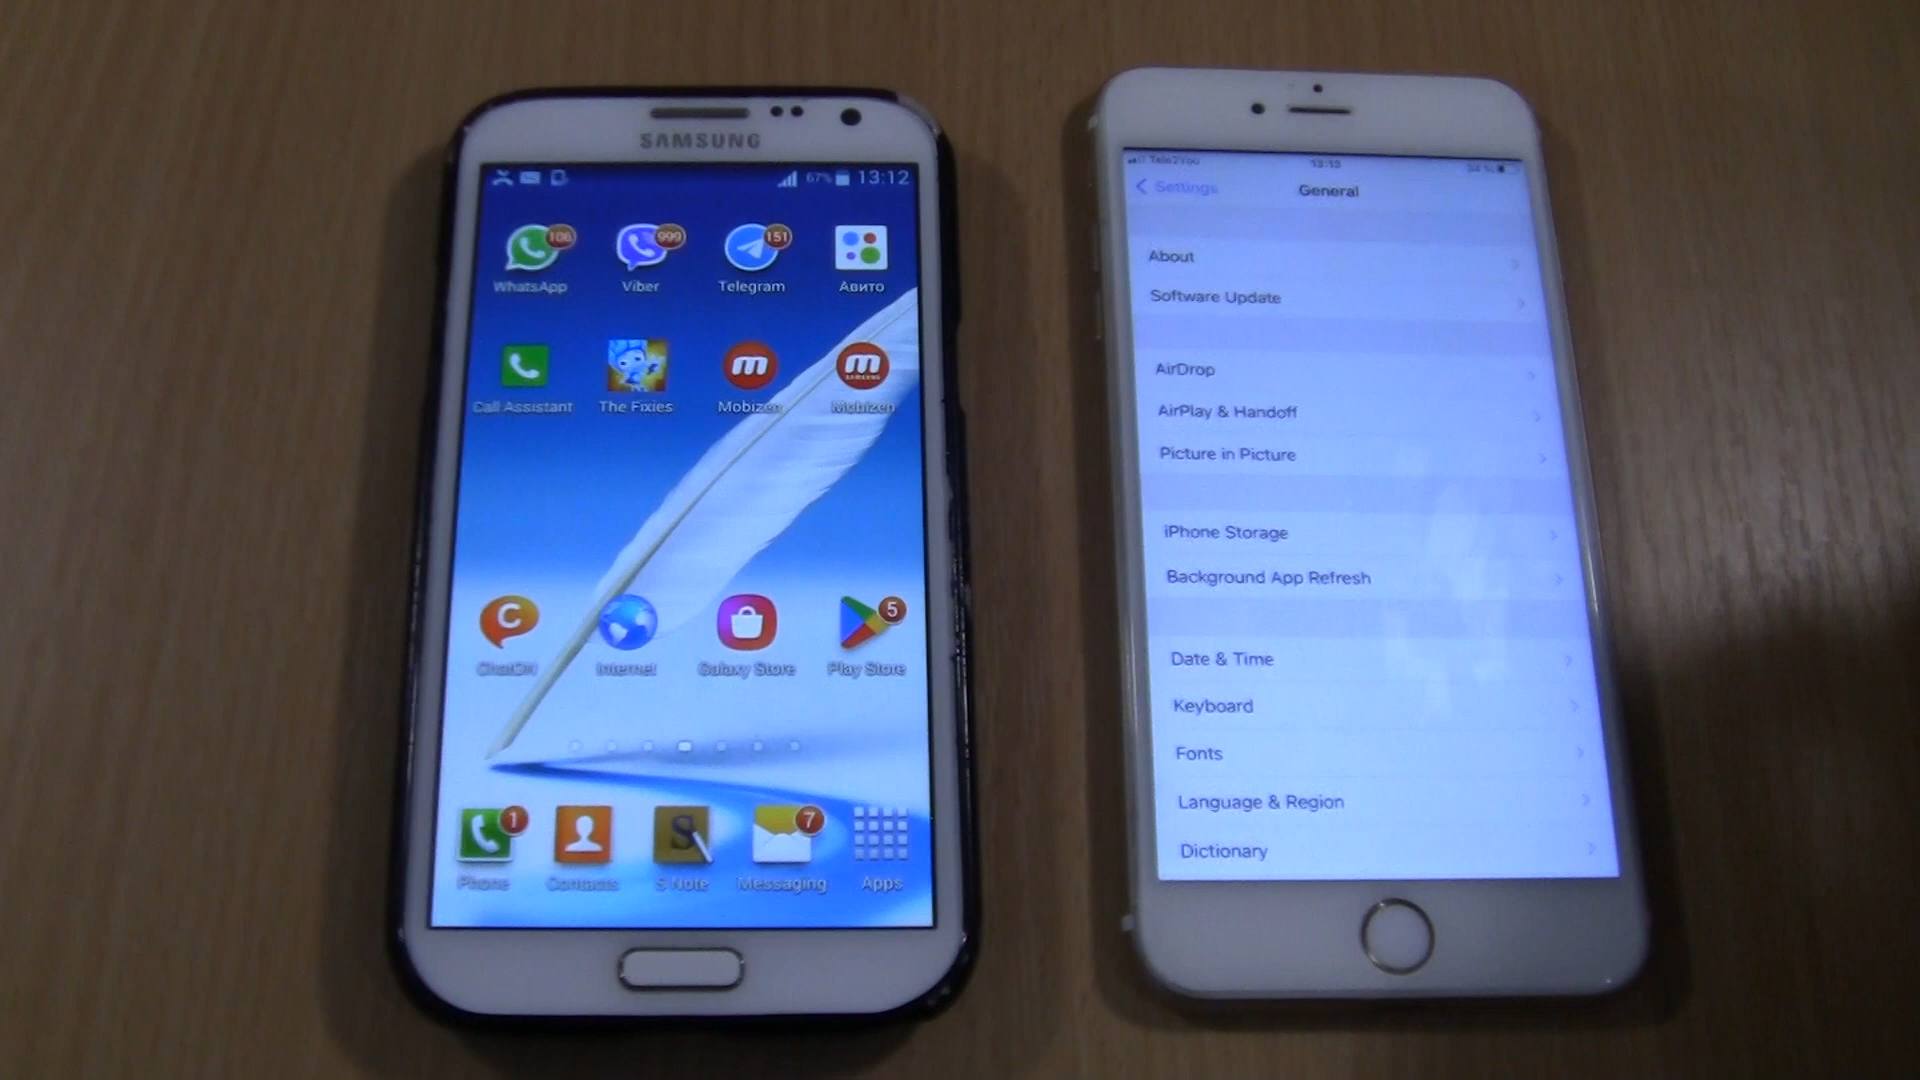 SAMSUNG
67% 13:12
106 999 151
WhatsApp Viber Telegram Авито
Call Assistant The Fixies Mobizen Mobizen
m m
SAMSUNG
C 5
ChatON Internet Galaxy Store Play Store
1 S 7
Phone Contacts S Note Messaging Apps
Tele2You 13:13
Settings General
About
Software Update
AirDrop
AirPlay & Handoff
Picture in Picture
iPhone Storage
Background App Refresh
Date & Time
Keyboard
Fonts
Language & Region
Dictionary